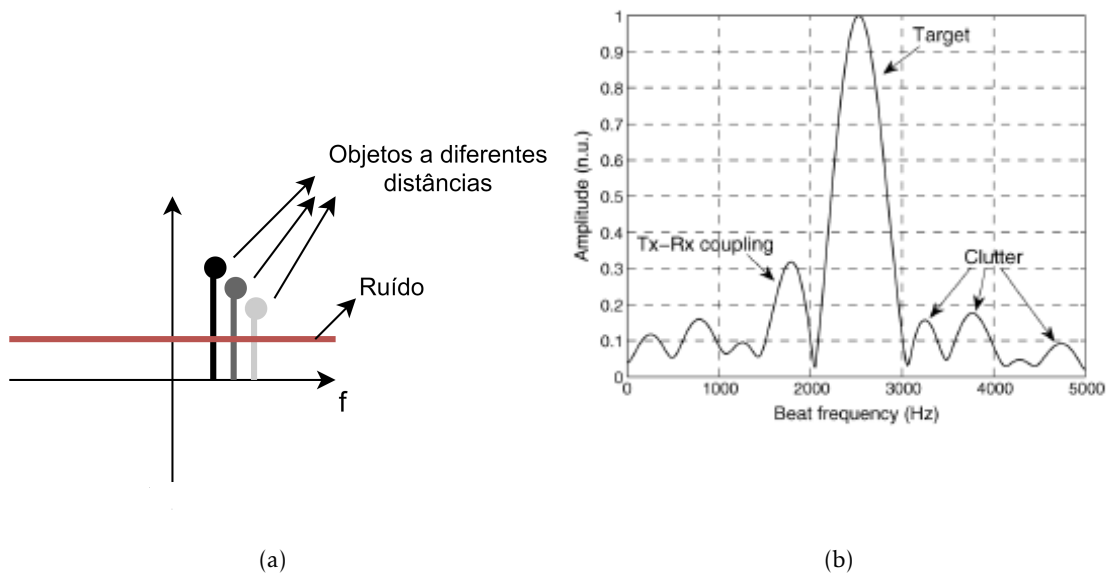 Objetos a diferentes
distâncias
Ruído
f
(a)
1
0.9
0.8
0.7
0.6
0.5
0.4
0.3
0.2
0.1
0
Amplitude (n.u.)
Target
Tx-Rx coupling
Clutter
0 1000 2000 3000 4000 5000
Beat frequency (Hz)
(b)